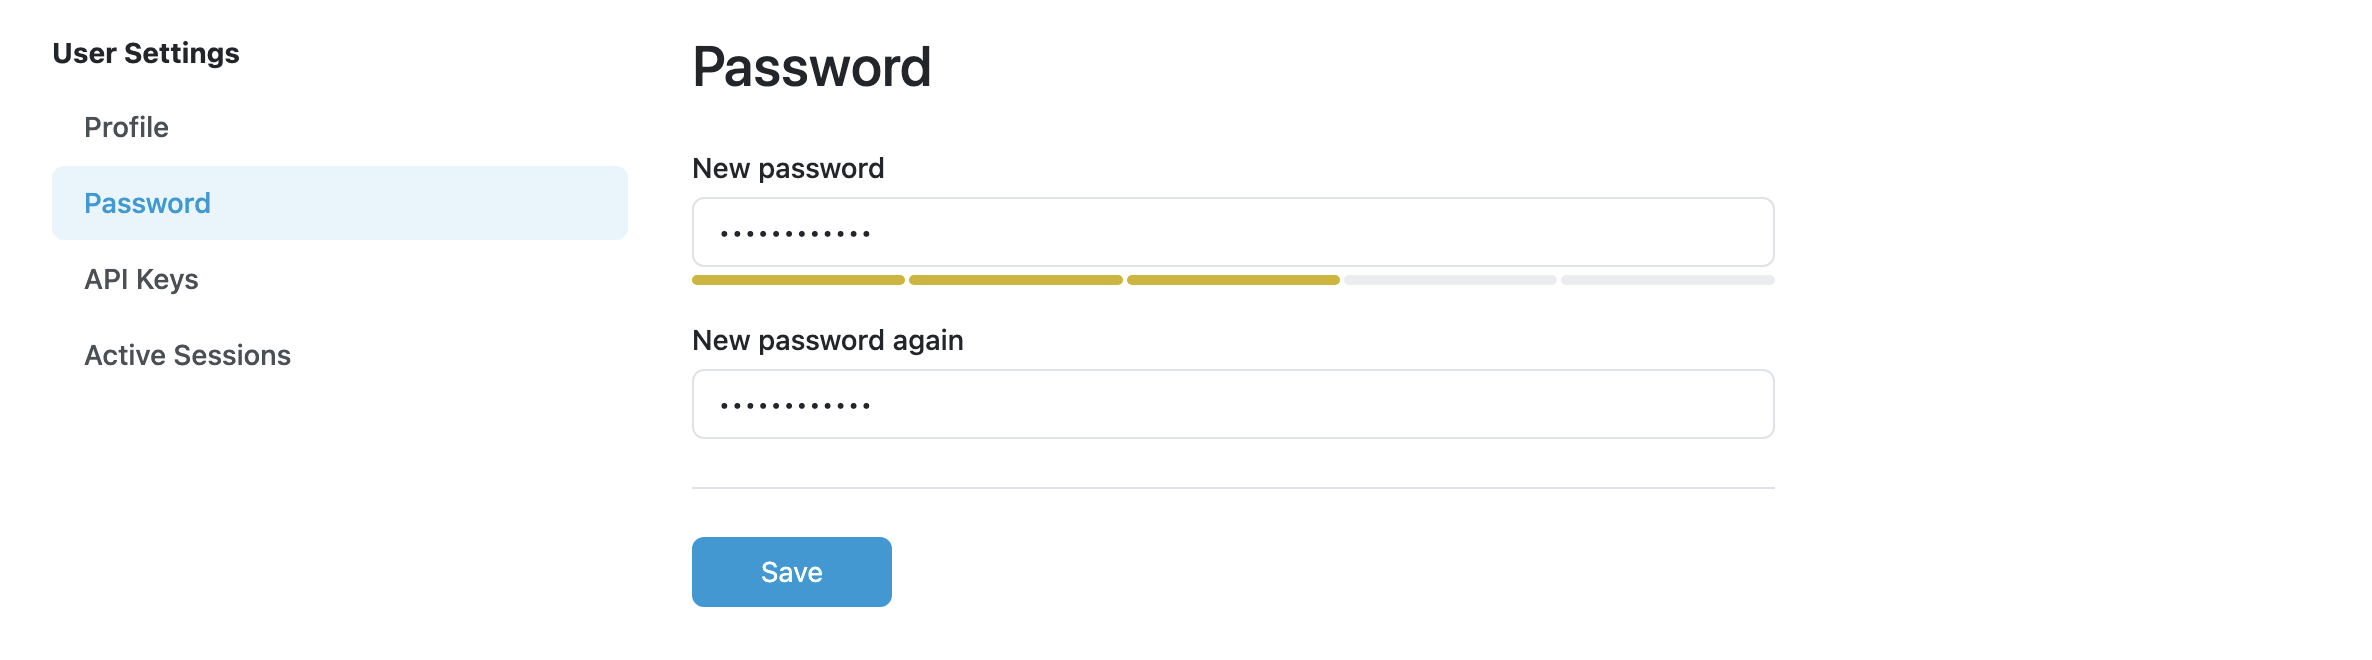 User Settings
Profile
Password
API Keys
Active Sessions
Password
New password
••••••••••••
New password again
••••••••••••
Save